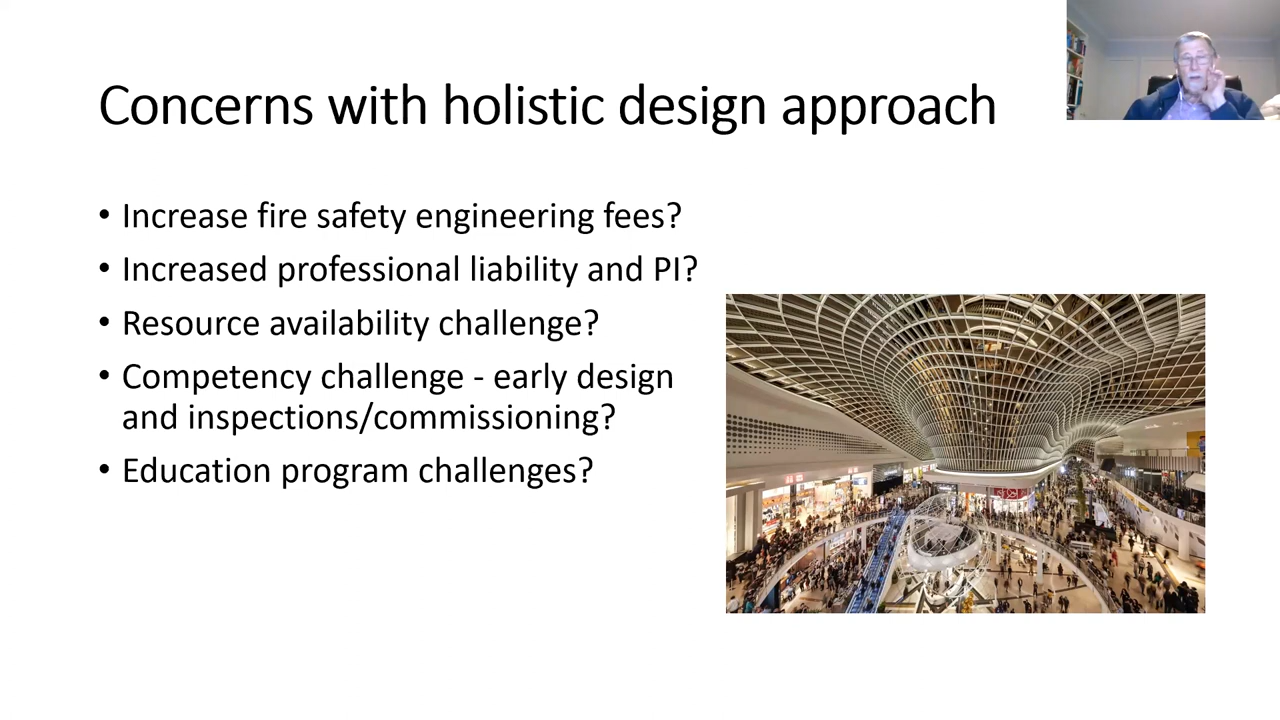 Concerns with holistic design approach
• Increase fire safety engineering fees?
• Increased professional liability and PI?
• Resource availability challenge?
• Competency challenge - early design
and inspections/commissioning?
• Education program challenges?